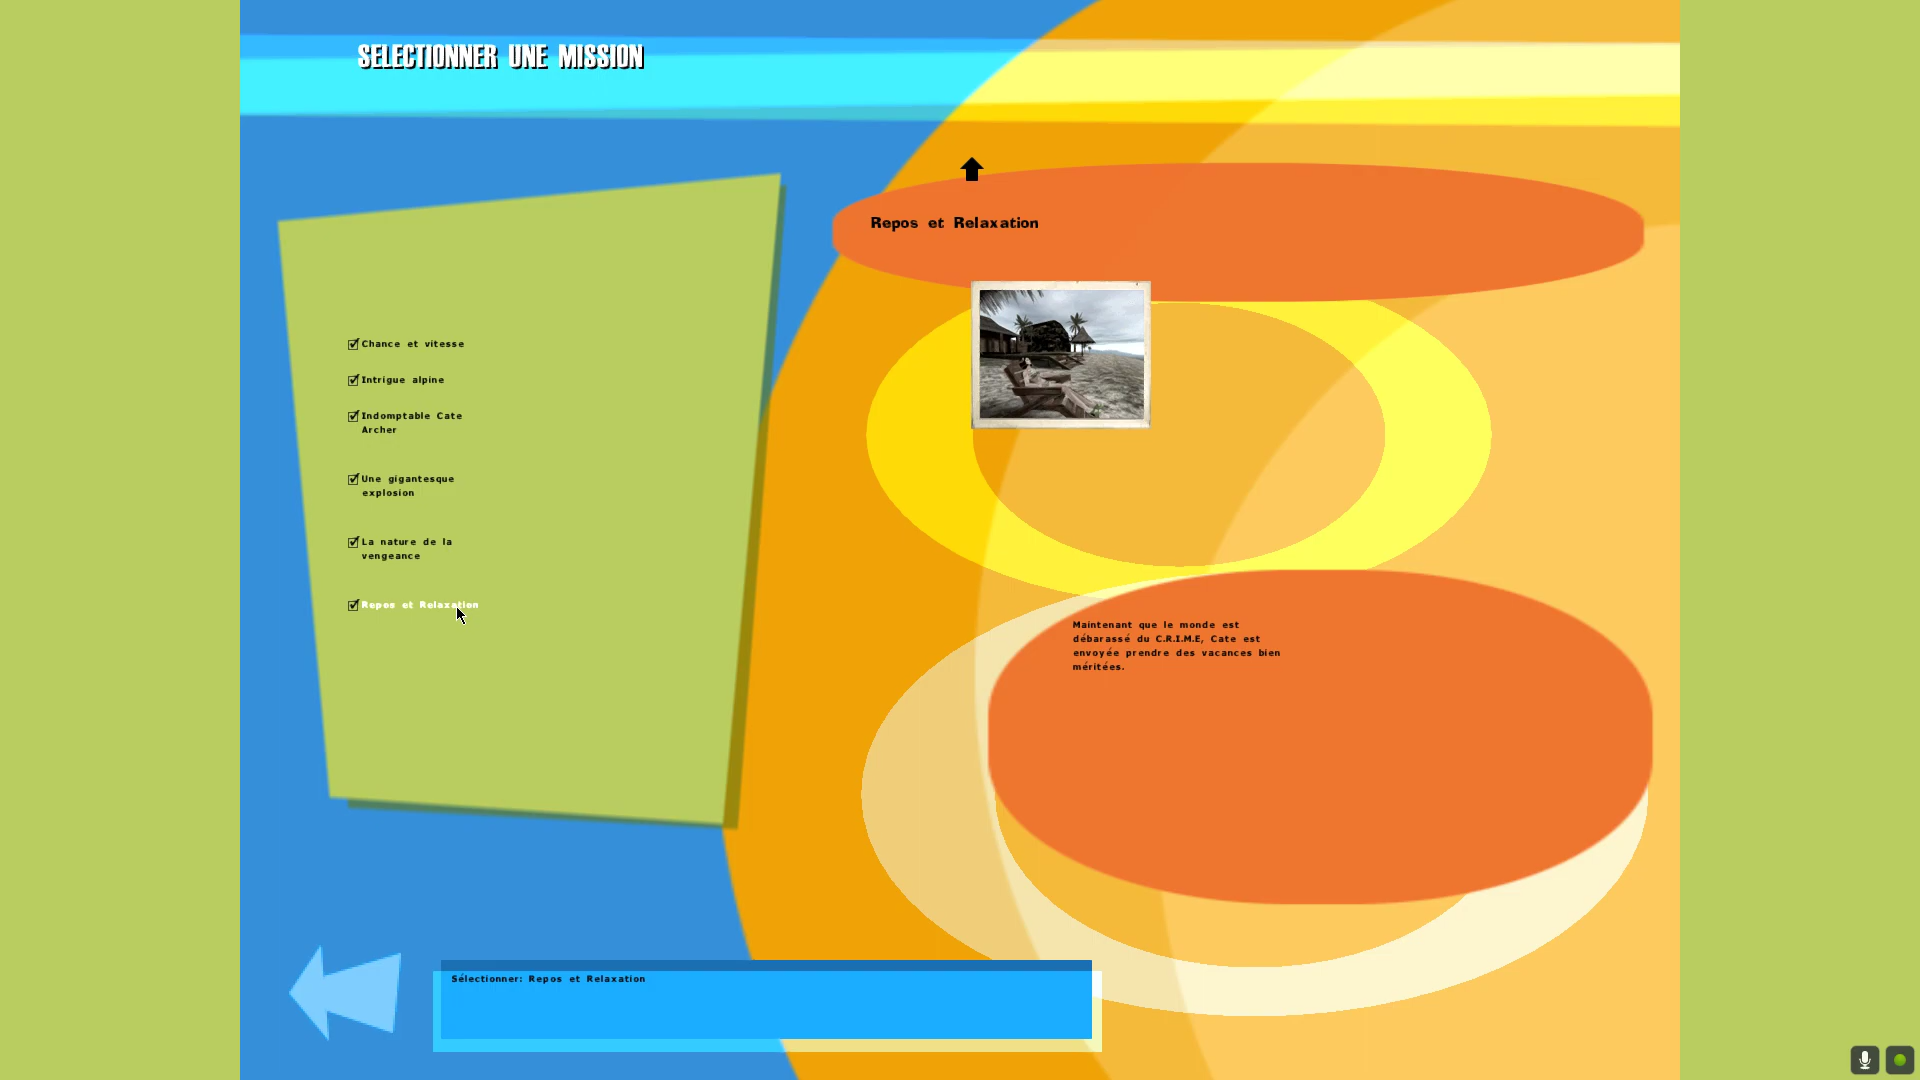 SELECTIONNER UNE MISSION
Chance et vitesse
Intrigue alpine
Indomptable Cate
Archer
Une gigantesque
explosion
La nature de la
vengeance
Repos et Relaxation
Repos et Relaxation
Maintenant que le monde est
débarassé du C.R.I.M.E, Cate est
envoyée prendre des vacances bien
méritées.
Sélectionner: Repos et Relaxation